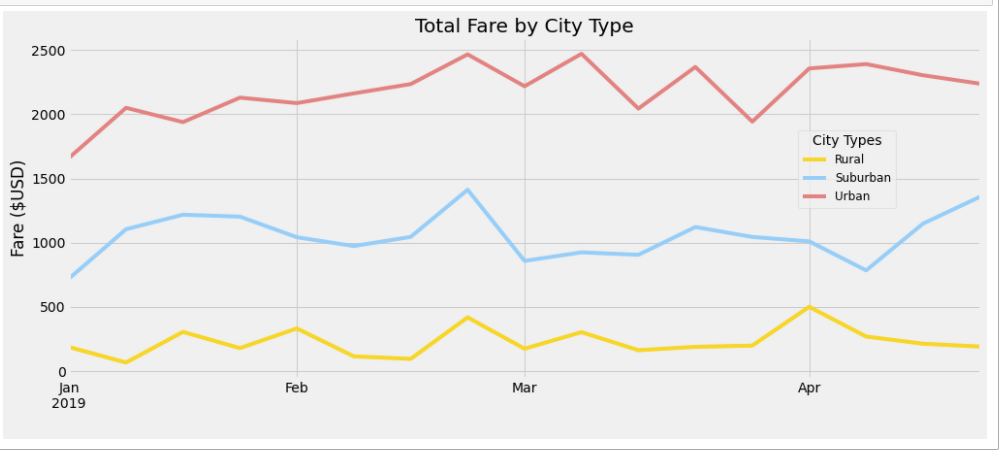 Total Fare by City Type
Fare ($USD)
2500
2000
1500
1000
500
0
City Types
Rural
Suburban
Urban
Jan Feb Mar Apr
2019